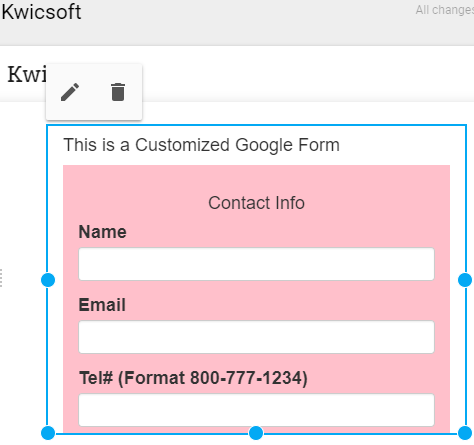 Kwicsoft
All changes
Kwi
This is a Customized Google Form
Contact Info
Name
Email
Tel# (Format 800-777-1234)